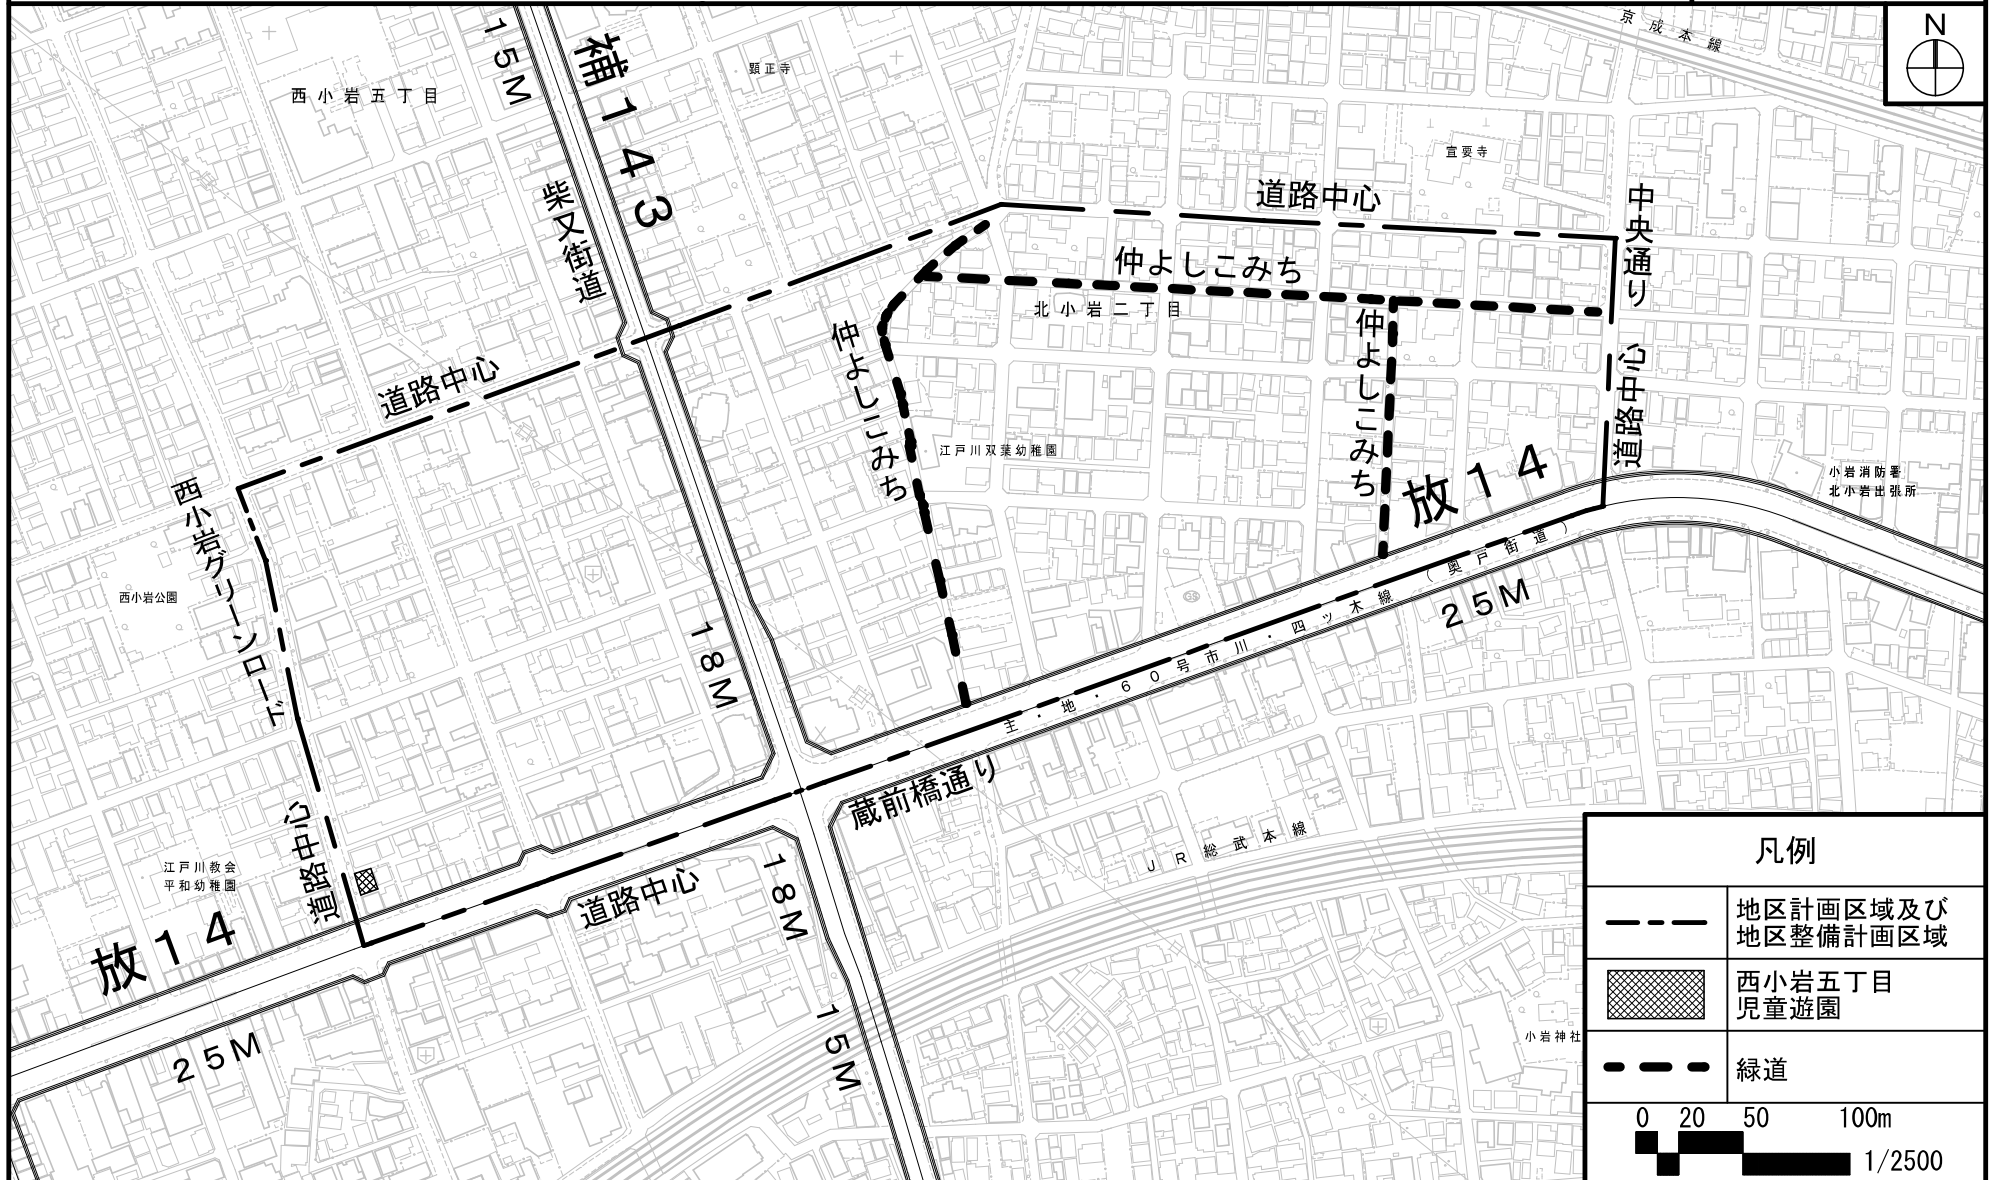 京成本線
N
15M
補143
顕正寺
西小岩五丁目
宣要寺
柴又街道
道路中心
中央通り
仲よしこみち
北小岩二丁目
仲よしこみち
仲よしこみち
道路中心
道路中心
江戸川双葉幼稚園
放14
小岩消防署
北小岩出張所
西小岩グリーンロード
西小岩公園
主・地・60号市川・四ツ木線(奥戸街道)
25M
18M
蔵前橋通り
道路中心
江戸川教会
平和幼稚園
JR総武本線
18M
道路中心
放14
25M
15M
小岩神社
凡例
地区計画区域及び
地区整備計画区域
西小岩五丁目
児童遊園
緑道
0 20 50 100m
1/2500